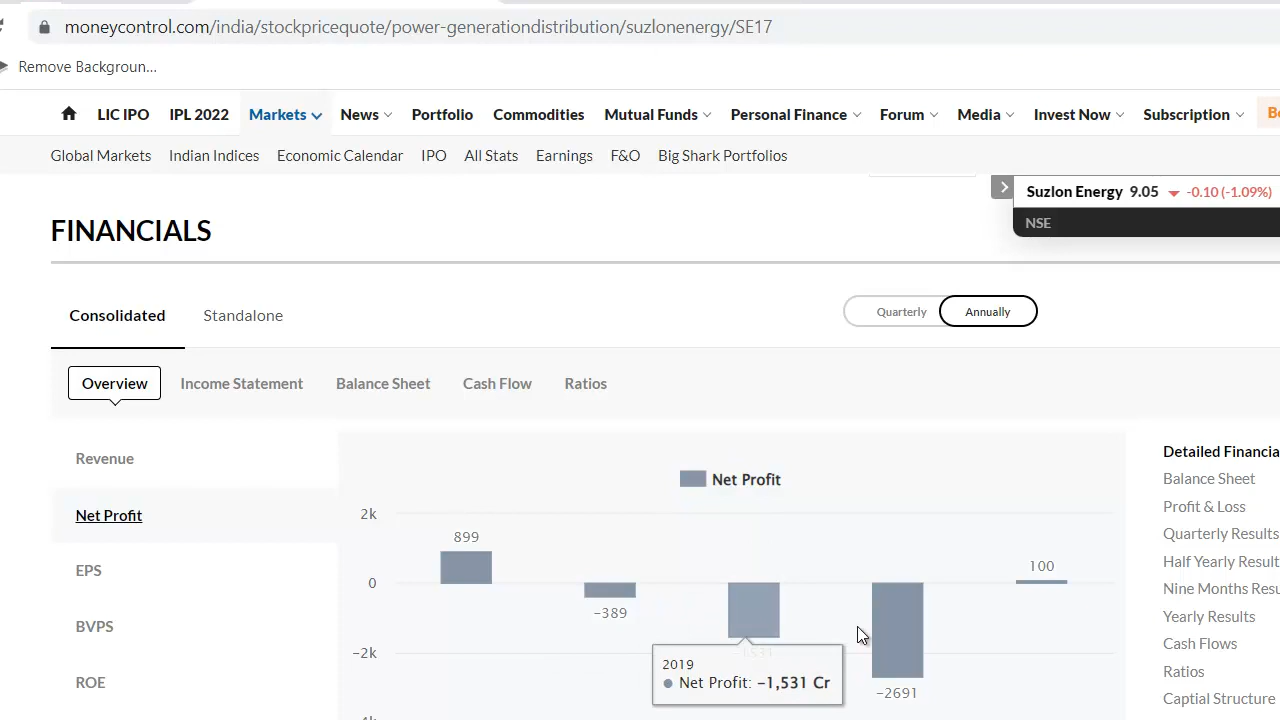 moneycontrol.com/india/stockpricequote/power-generationdistribution/suzlonenergy/SE17
Remove Backgroun...
LIC IPO IPL 2022 Markets News Portfolio Commodities Mutual Funds Personal Finance Forum Media Invest Now Subscription
Global Markets Indian Indices Economic Calendar IPO All Stats Earnings F&O Big Shark Portfolios
Suzlon Energy 9.05 -0.10 (-1.09%)
NSE
FINANCIALS
Consolidated Standalone
Quarterly Annually
Overview Income Statement Balance Sheet Cash Flow Ratios
Revenue
Net Profit
EPS
BVPS
ROE
Net Profit
2k
0
-2k
899
-389
-2691
100
2019
Net Profit: -1,531 Cr
Detailed Financia
Balance Sheet
Profit & Loss
Quarterly Results
Half Yearly Result
Nine Months Resu
Yearly Results
Cash Flows
Ratios
Captial Structure